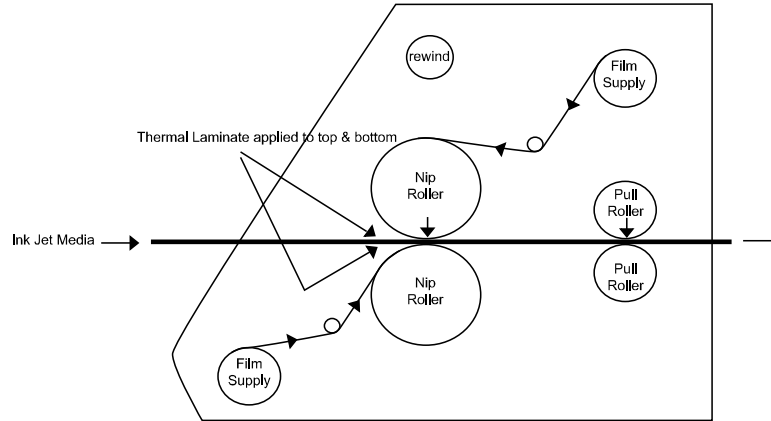 rewind
Film
Supply
Thermal Laminate applied to top & bottom
Nip
Roller
Pull
Roller
Ink Jet Media
Nip
Roller
Pull
Roller
Film
Supply